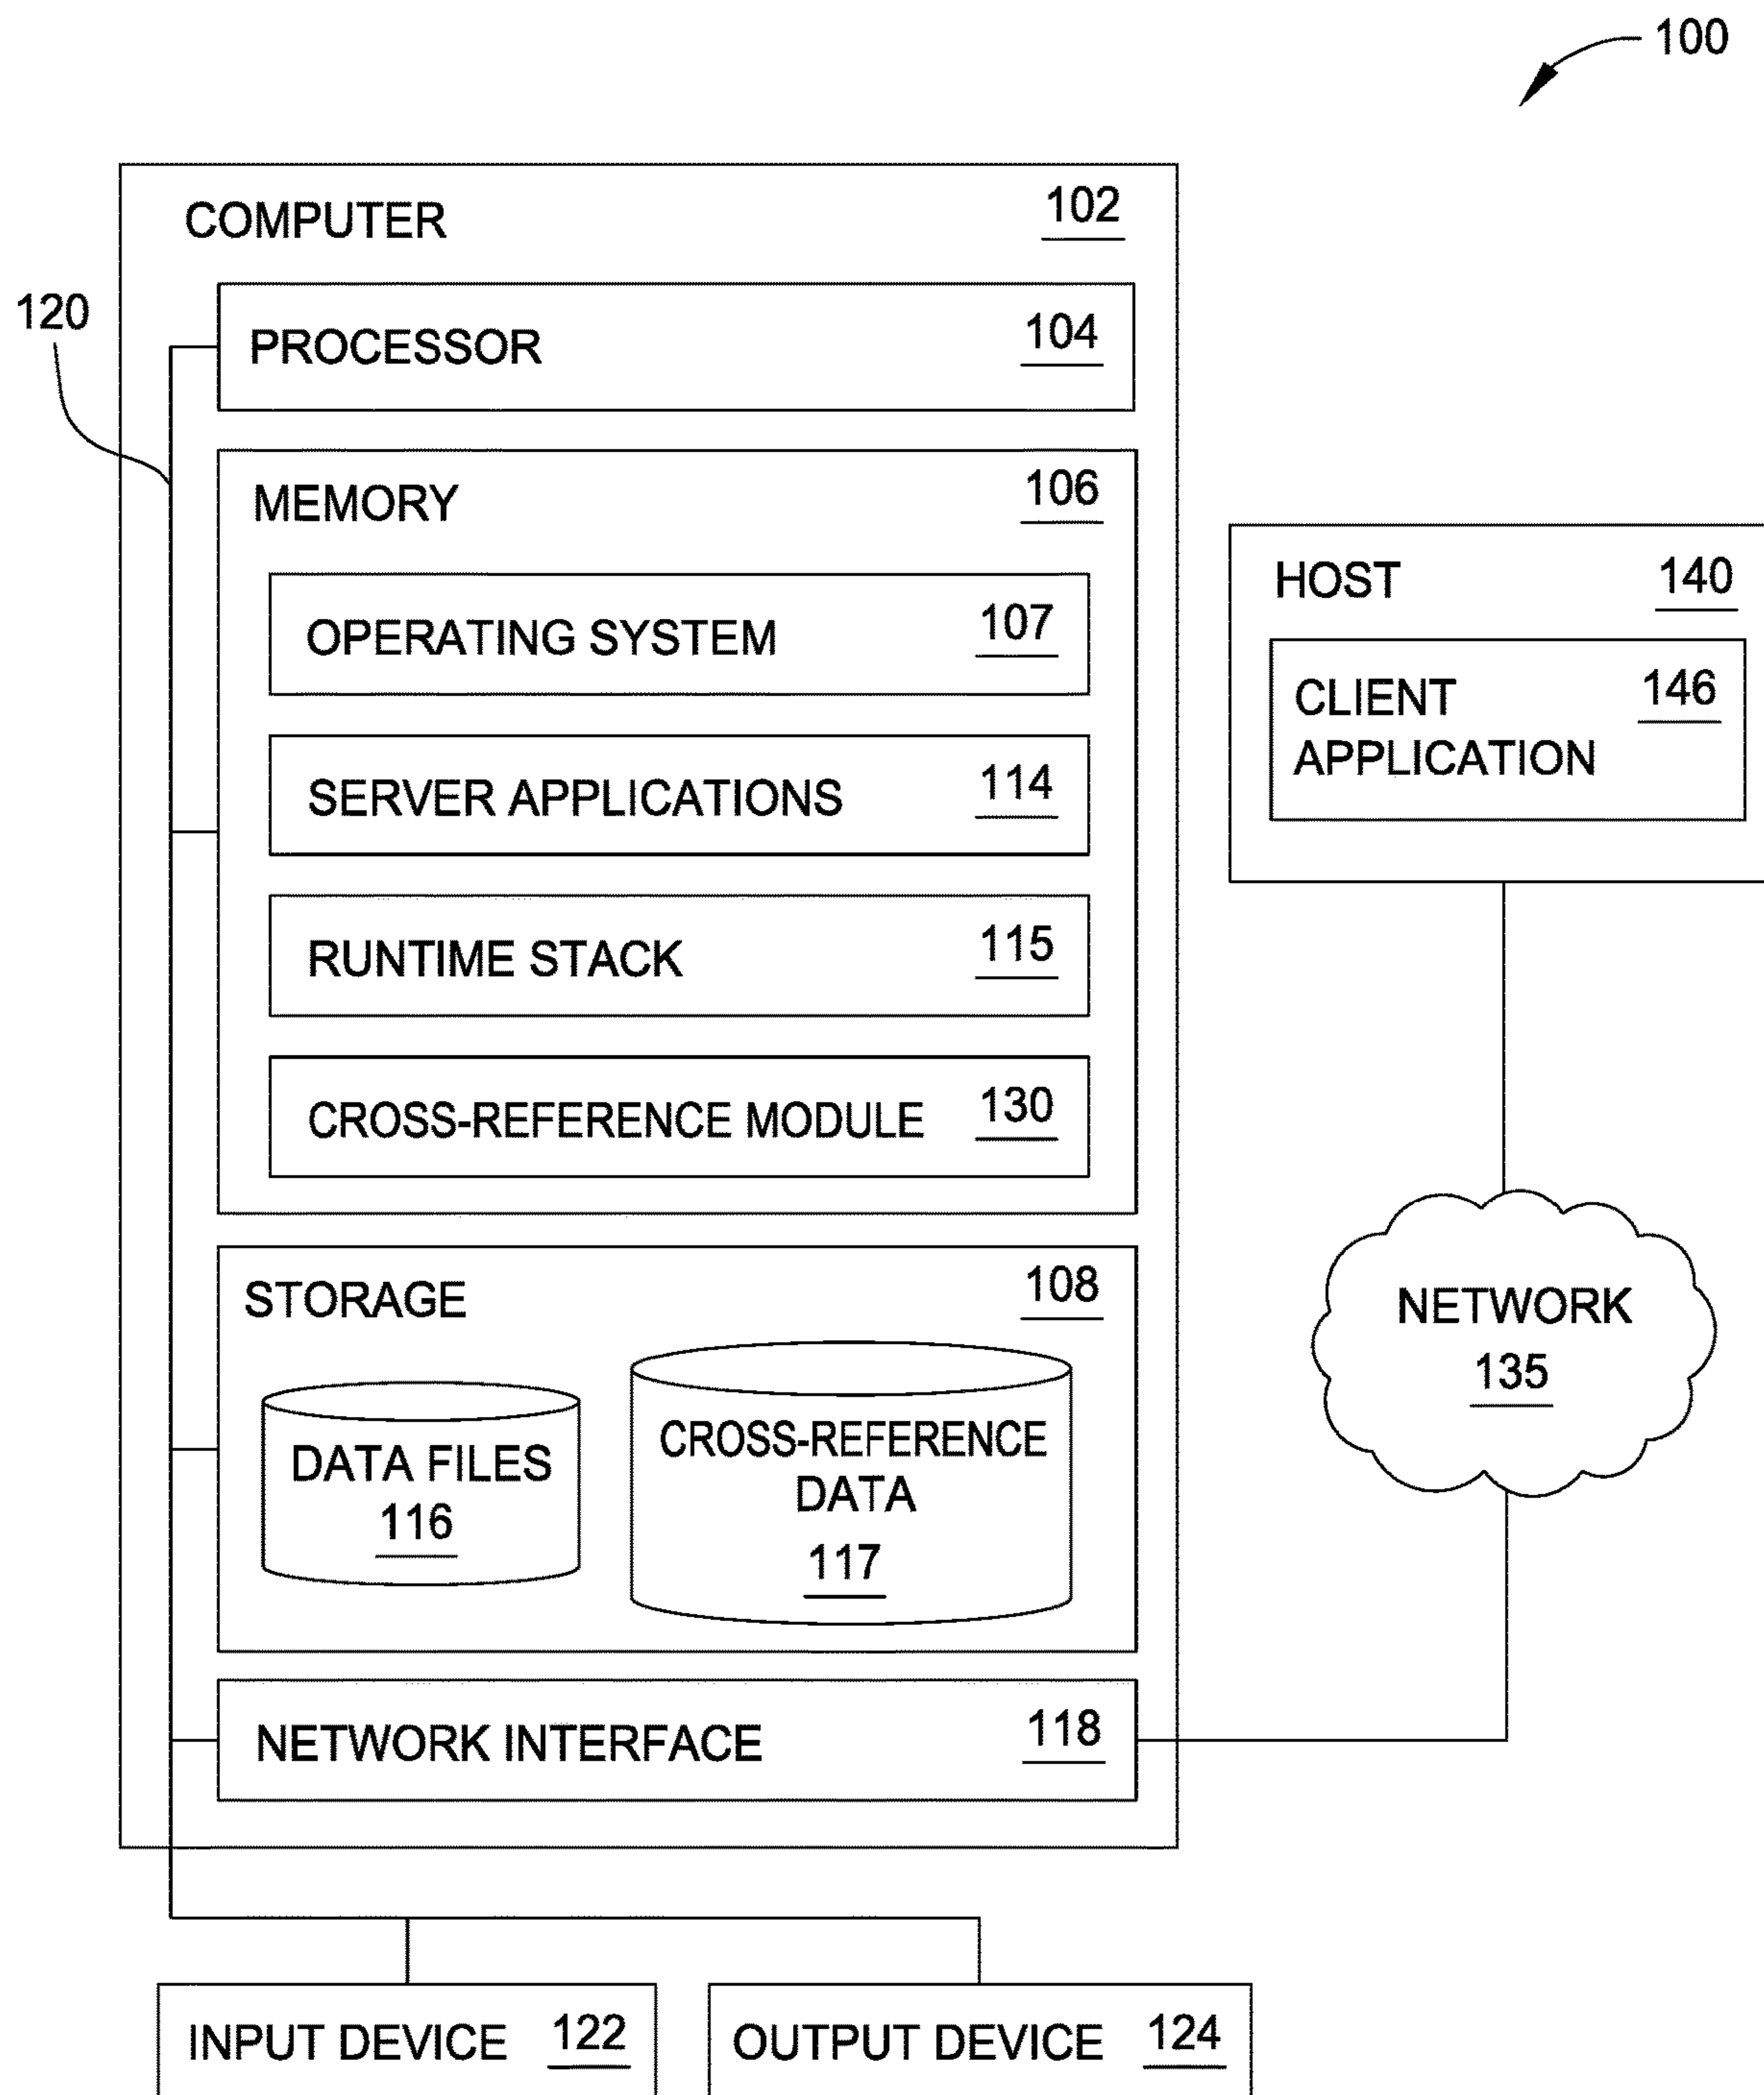 100
COMPUTER 102
120
PROCESSOR 104
MEMORY 106
OPERATING SYSTEM 107
SERVER APPLICATIONS 114
RUNTIME STACK 115
CROSS-REFERENCE MODULE 130
STORAGE 108
DATA FILES
116
CROSS-REFERENCE
DATA
117
NETWORK INTERFACE 118
HOST 140
CLIENT 146
APPLICATION
NETWORK
135
INPUT DEVICE 122
OUTPUT DEVICE 124